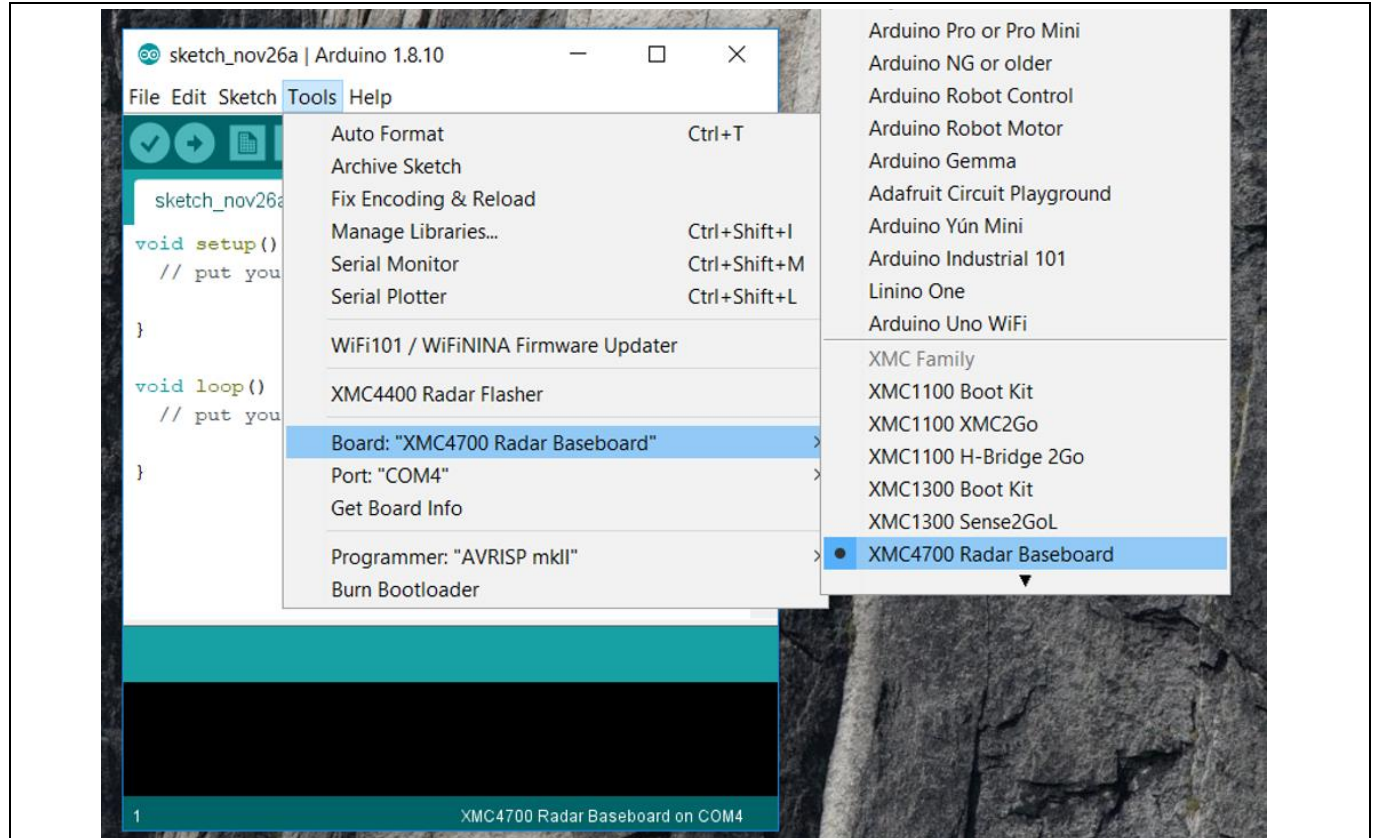 sketch_nov26a | Arduino 1.8.10
File Edit Sketch Tools Help
Auto Format Ctrl+T
Archive Sketch
Fix Encoding & Reload
Manage Libraries... Ctrl+Shift+I
Serial Monitor Ctrl+Shift+M
Serial Plotter Ctrl+Shift+L
WiFi101 / WiFiNINA Firmware Updater
XMC4400 Radar Flasher
Board: "XMC4700 Radar Baseboard"
Port: "COM4"
Get Board Info
Programmer: "AVRISP mkII"
Burn Bootloader
sketch_nov26a
void setup()
// put you
}
void loop()
// put you
}
1 XMC4700 Radar Baseboard on COM4
Arduino Pro or Pro Mini
Arduino NG or older
Arduino Robot Control
Arduino Robot Motor
Arduino Gemma
Adafruit Circuit Playground
Arduino Yún Mini
Arduino Industrial 101
Linino One
Arduino Uno WiFi
XMC Family
XMC1100 Boot Kit
XMC1100 XMC2Go
XMC1100 H-Bridge 2Go
XMC1300 Boot Kit
XMC1300 Sense2GoL
XMC4700 Radar Baseboard